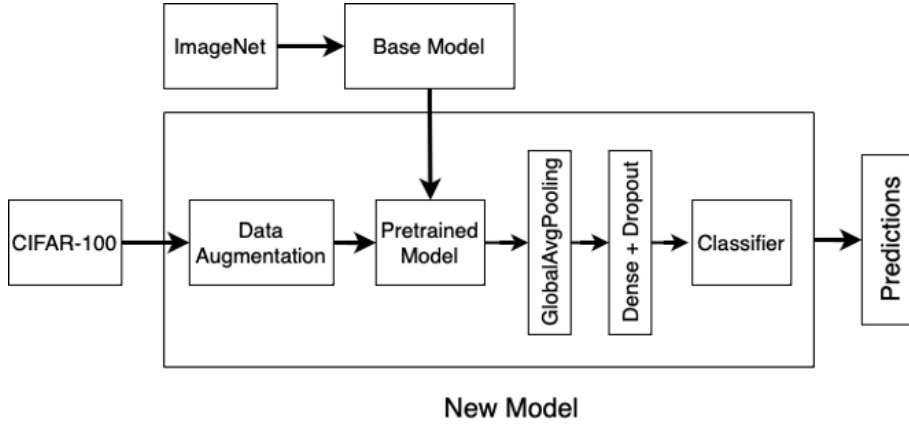 ImageNet
Base Model
CIFAR-100
Data
Augmentation
Pretrained
Model
GlobalAvgPooling
Dense + Dropout
Classifier
Predictions
New Model